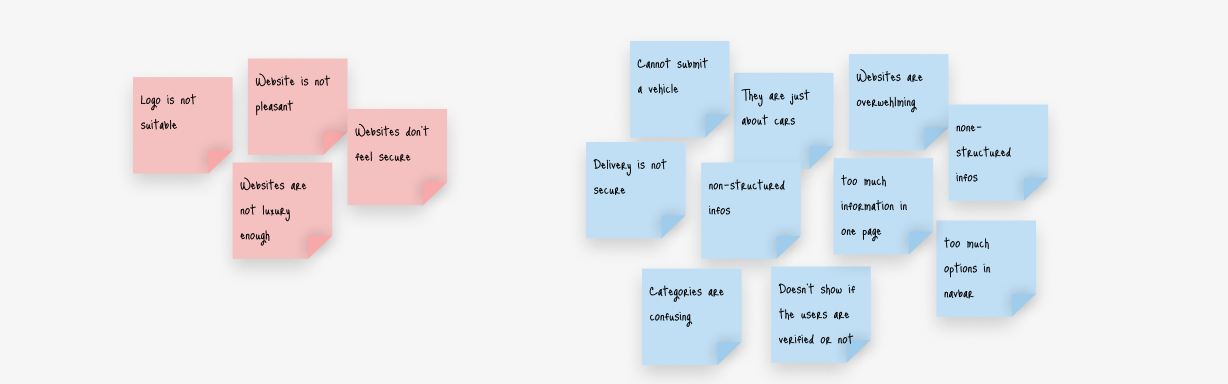 Logo is not
suitable
Website is not
pleasant
Websites don't
feel secure
Websites are
not luxury
enough
Cannot submit
a vehicle
They are just
about cars
Websites are
overwehlming
none-
structured
infos
Delivery is not
secure
non-structured
infos
too much
information in
one page
too much
options in
navbar
Categories are
confusing
Doesn't show if
the users are
verified or not